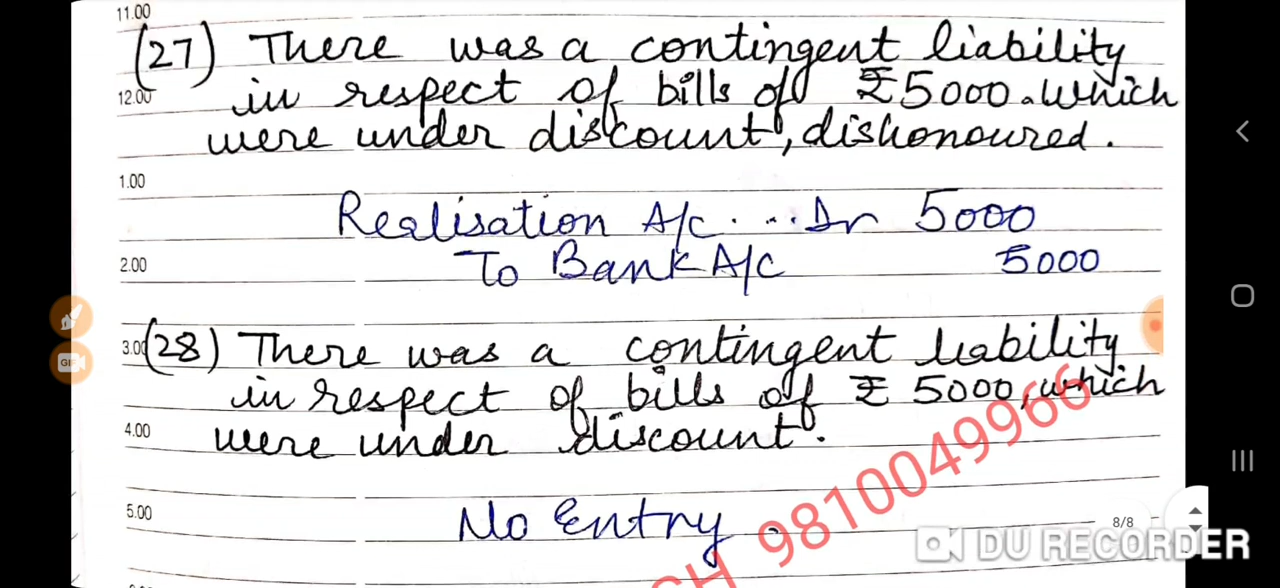 11.00
(27) There was a contingent liability
12.00 in respect of bills of ₹5000. which
were under discount, dishonoured.
1.00
Realisation A/c ... Dr 5000
2.00 To Bank A/c 5000
3.00 (28) There was a contingent liability
GIF
in respect of bills of ₹ 5000, which
4.00 were under discount.
5.00 No Entry.
9810049966
8/8
DU RECORDER